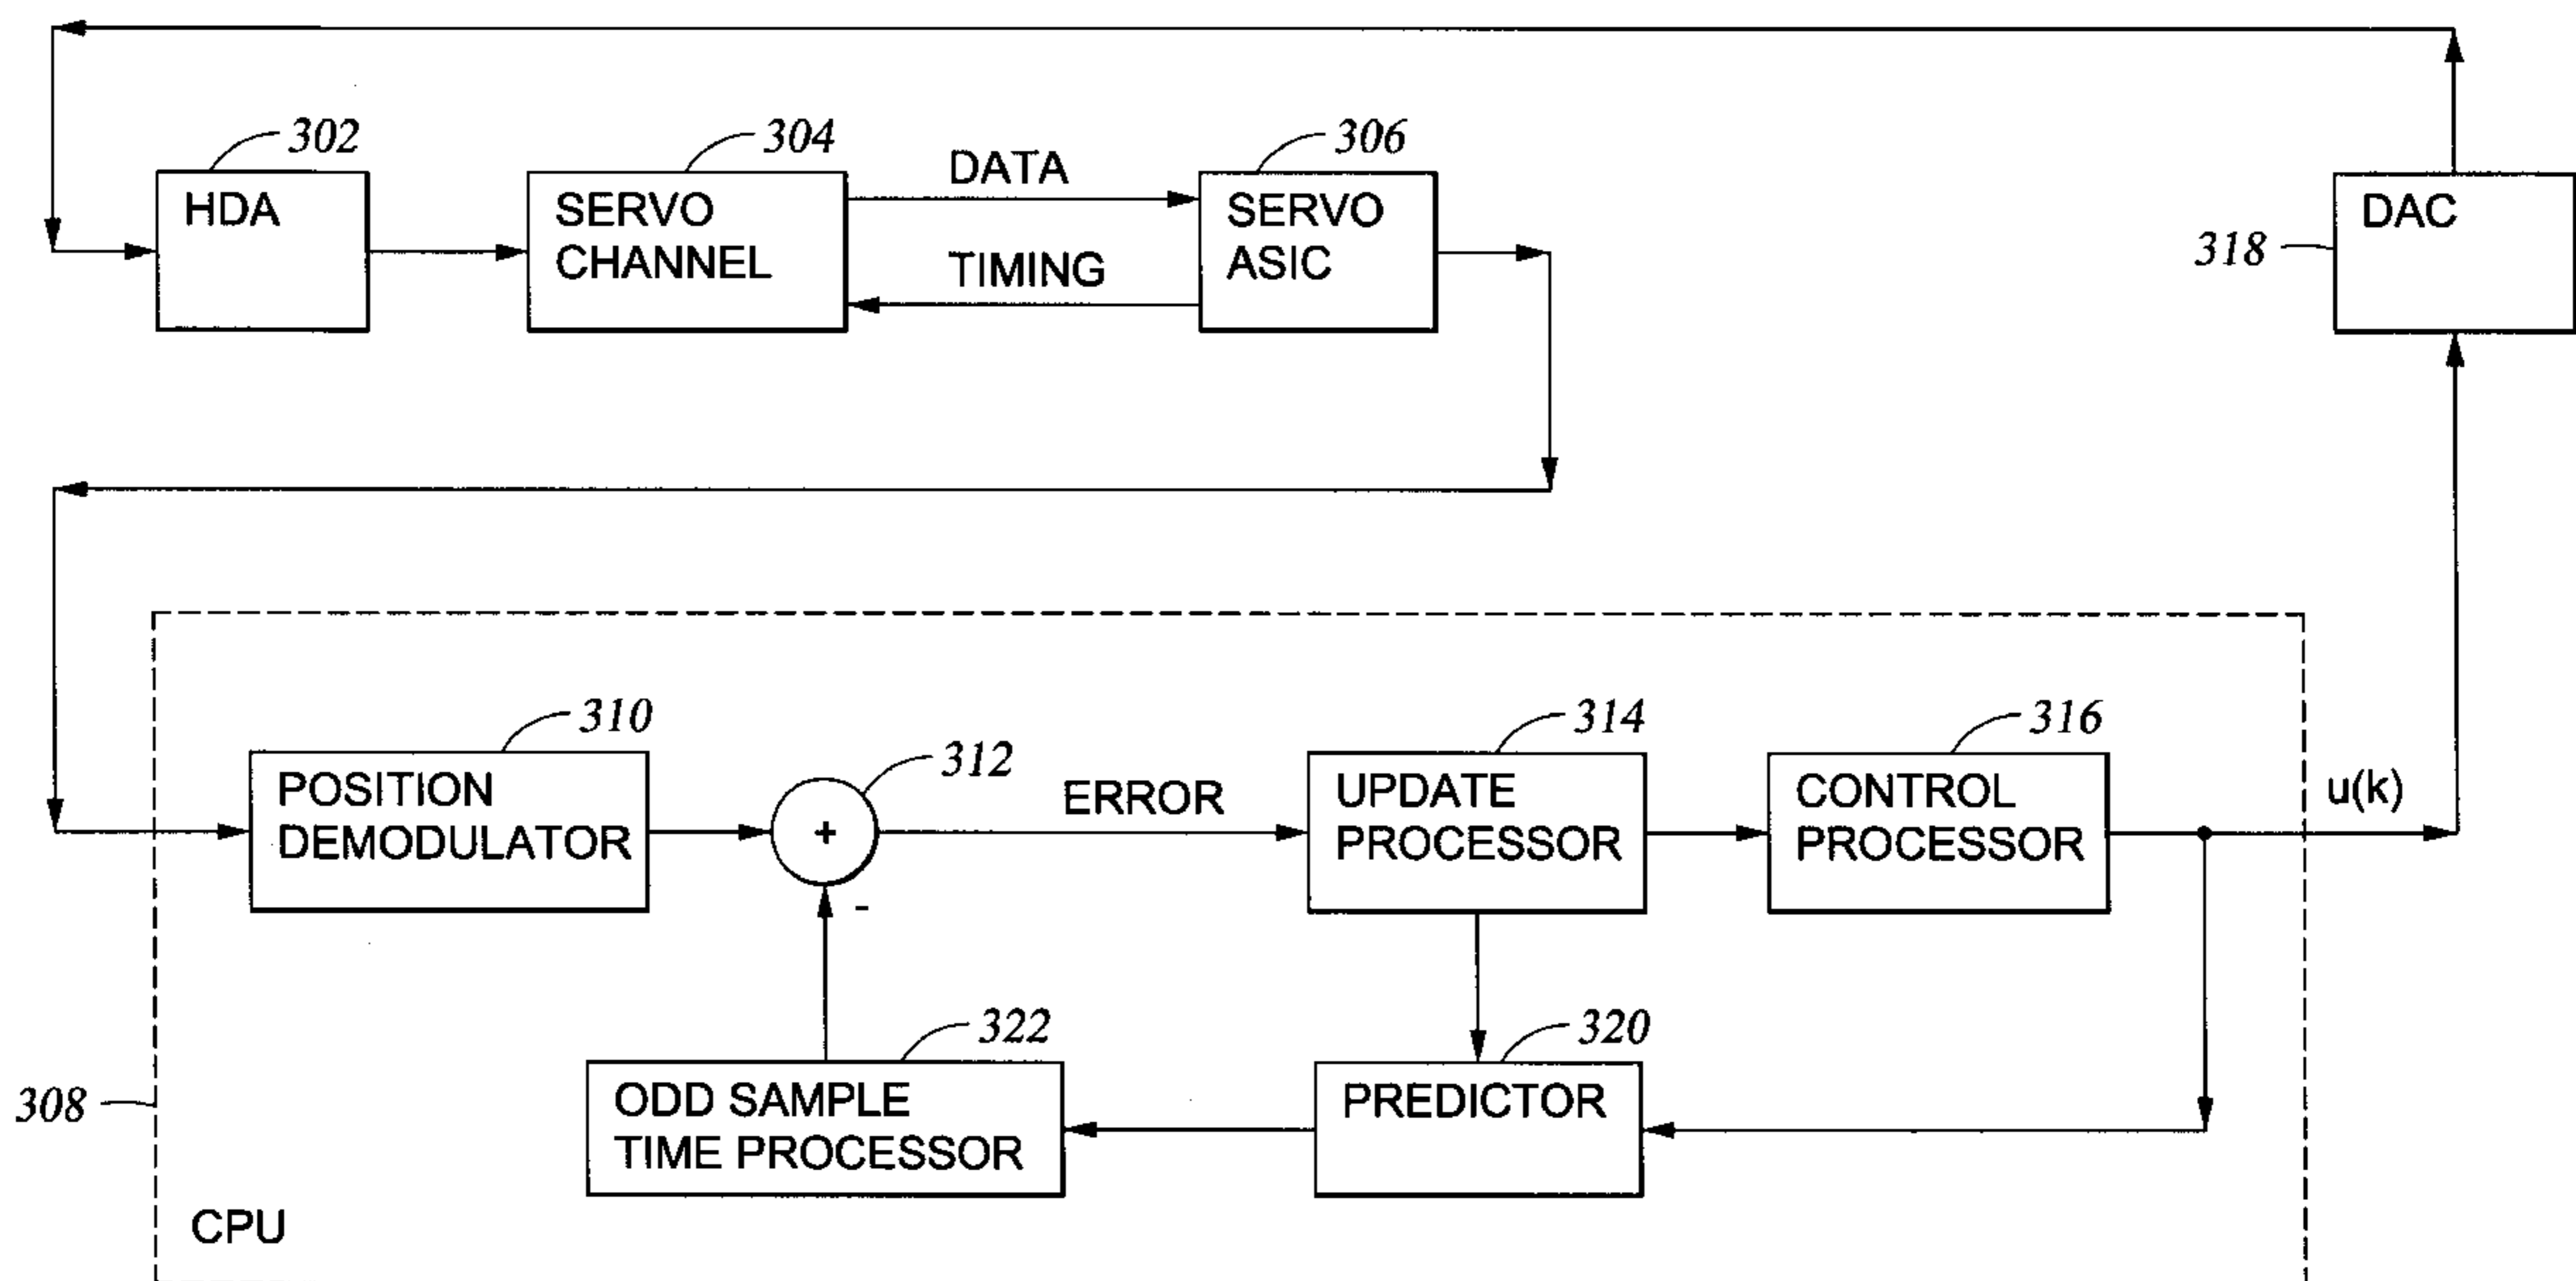 302
304
306
DATA
HDA
SERVO
CHANNEL
SERVO
ASIC
DAC
318
TIMING
310
312
314
316
POSITION
DEMODULATOR
+
ERROR
UPDATE
PROCESSOR
CONTROL
PROCESSOR
u(k)
-
322
320
308
ODD SAMPLE
TIME PROCESSOR
PREDICTOR
CPU